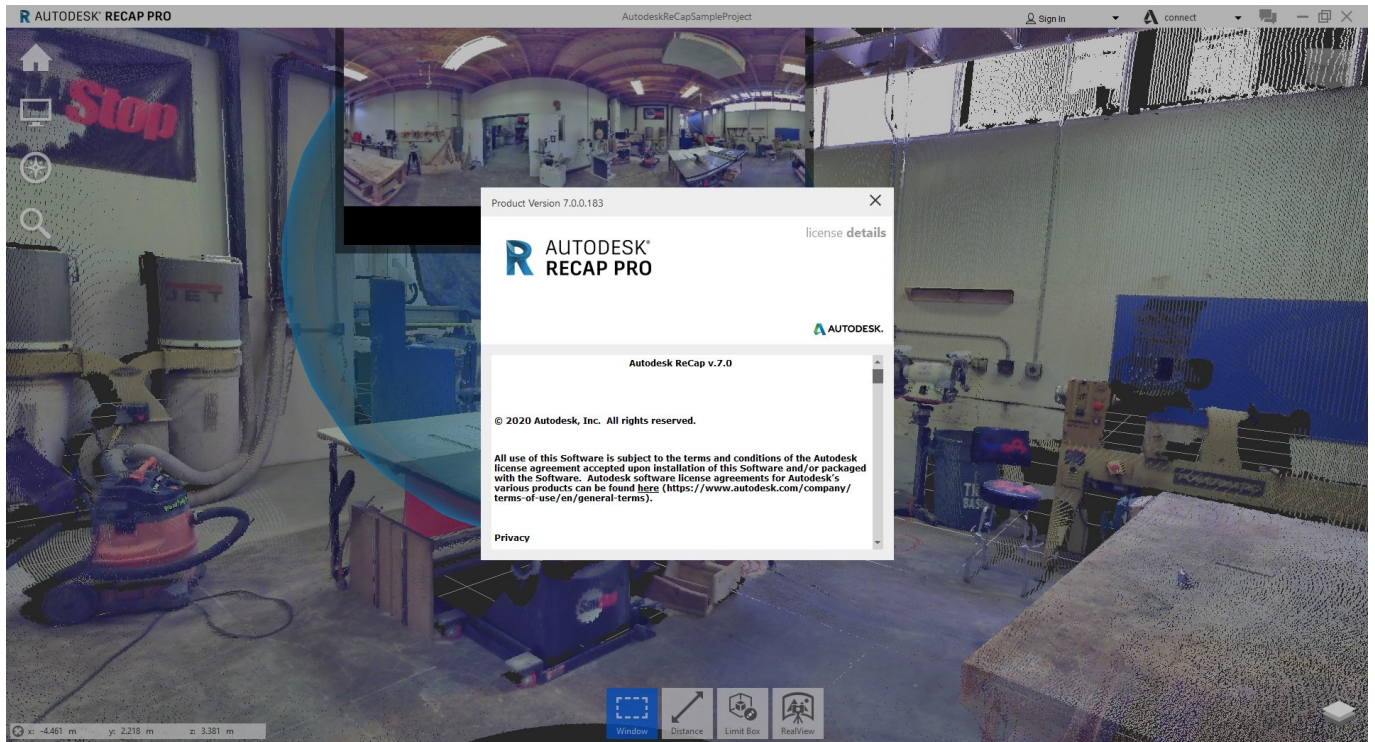 AUTODESK® RECAP PRO
AutodeskReCapSampleProject
Sign In
connect
Stop
JET
Product Version 7.0.0.183
license details
AUTODESK®
RECAP PRO
AUTODESK.
Autodesk ReCap v.7.0
© 2020 Autodesk, Inc. All rights reserved.
All use of this Software is subject to the terms and conditions of the Autodesk
license agreement accepted upon installation of this Software and/or packaged
with the Software. Autodesk software license agreements for Autodesk's
various products can be found here (https://www.autodesk.com/company/
terms-of-use/en/general-terms).
Privacy
Window
Distance
Limit Box
RealView
x: -4.461 m y: 2.218 m z: 3.381 m